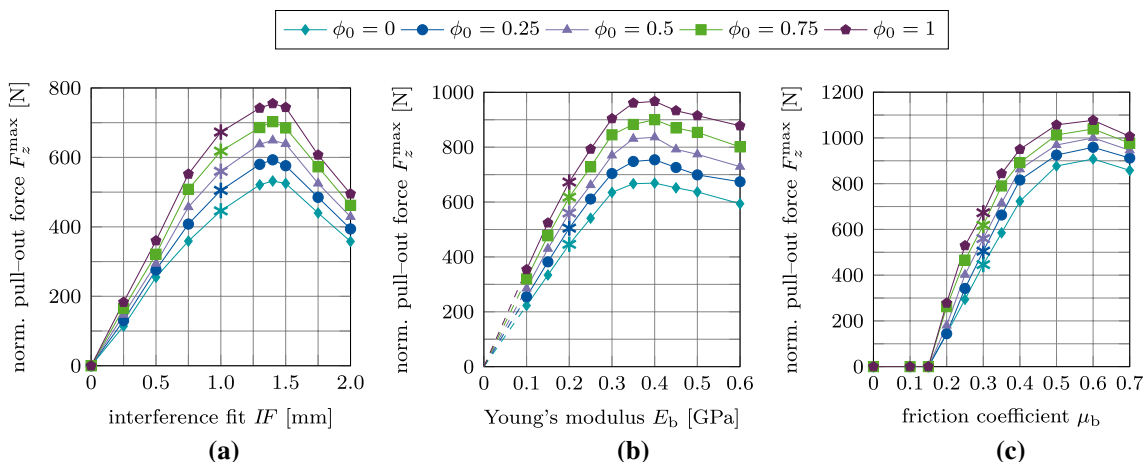 ϕ₀ = 0 ϕ₀ = 0.25 ϕ₀ = 0.5 ϕ₀ = 0.75 ϕ₀ = 1
norm. pull–out force F_z^max [N]
800
600
400
200
0
0 0.5 1.0 1.5 2.0
interference fit IF [mm]
(a)
norm. pull–out force F_z^max [N]
1000
800
600
400
200
0
0 0.1 0.2 0.3 0.4 0.5 0.6
Young's modulus E_b [GPa]
(b)
norm. pull–out force F_z^max [N]
1200
1000
800
600
400
200
0
0 0.1 0.2 0.3 0.4 0.5 0.6 0.7
friction coefficient μ_b
(c)